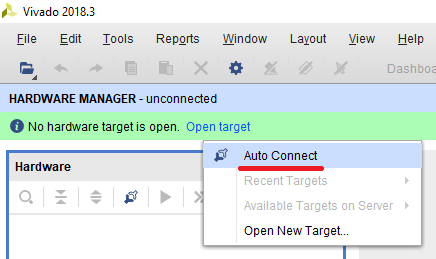 Vivado 2018.3
File Edit Tools Reports Window Layout View Help
Dashboa
HARDWARE MANAGER - unconnected
No hardware target is open. Open target
Auto Connect
Hardware
Recent Targets
Available Targets on Server
Open New Target...